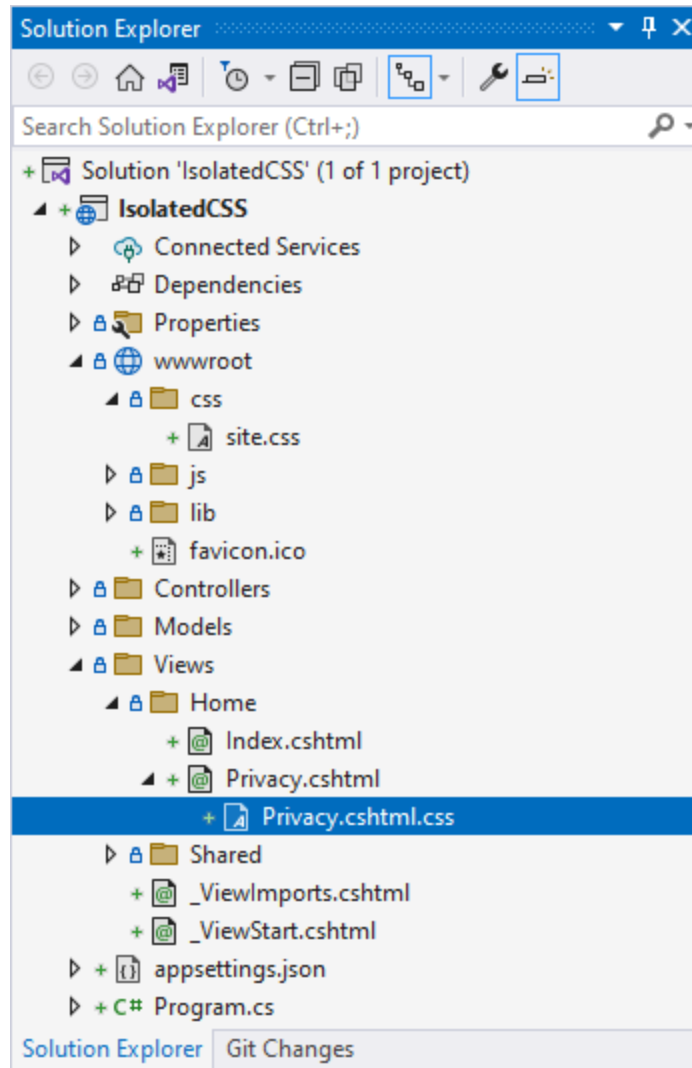 Solution Explorer
Search Solution Explorer (Ctrl+;)
Solution 'IsolatedCSS' (1 of 1 project)
IsolatedCSS
Connected Services
Dependencies
Properties
wwwroot
css
site.css
js
lib
favicon.ico
Controllers
Models
Views
Home
Index.cshtml
Privacy.cshtml
Privacy.cshtml.css
Shared
_ViewImports.cshtml
_ViewStart.cshtml
appsettings.json
C# Program.cs
Solution Explorer Git Changes